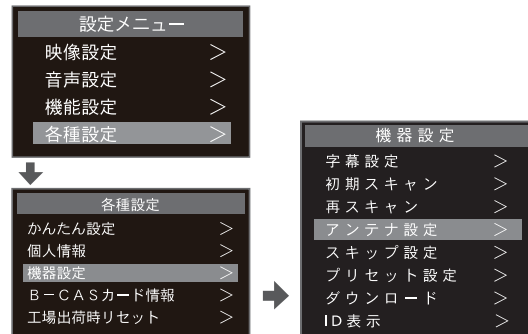 設定メニュー
映像設定 >
音声設定 >
機能設定 >
各種設定 >
各種設定
かんたん設定 >
個人情報 >
機器設定 >
B－CASカード情報 >
工場出荷時リセット >
機器設定
字幕設定 >
初期スキャン >
再スキャン >
アンテナ設定 >
スキップ設定 >
プリセット設定 >
ダウンロード >
ID表示 >